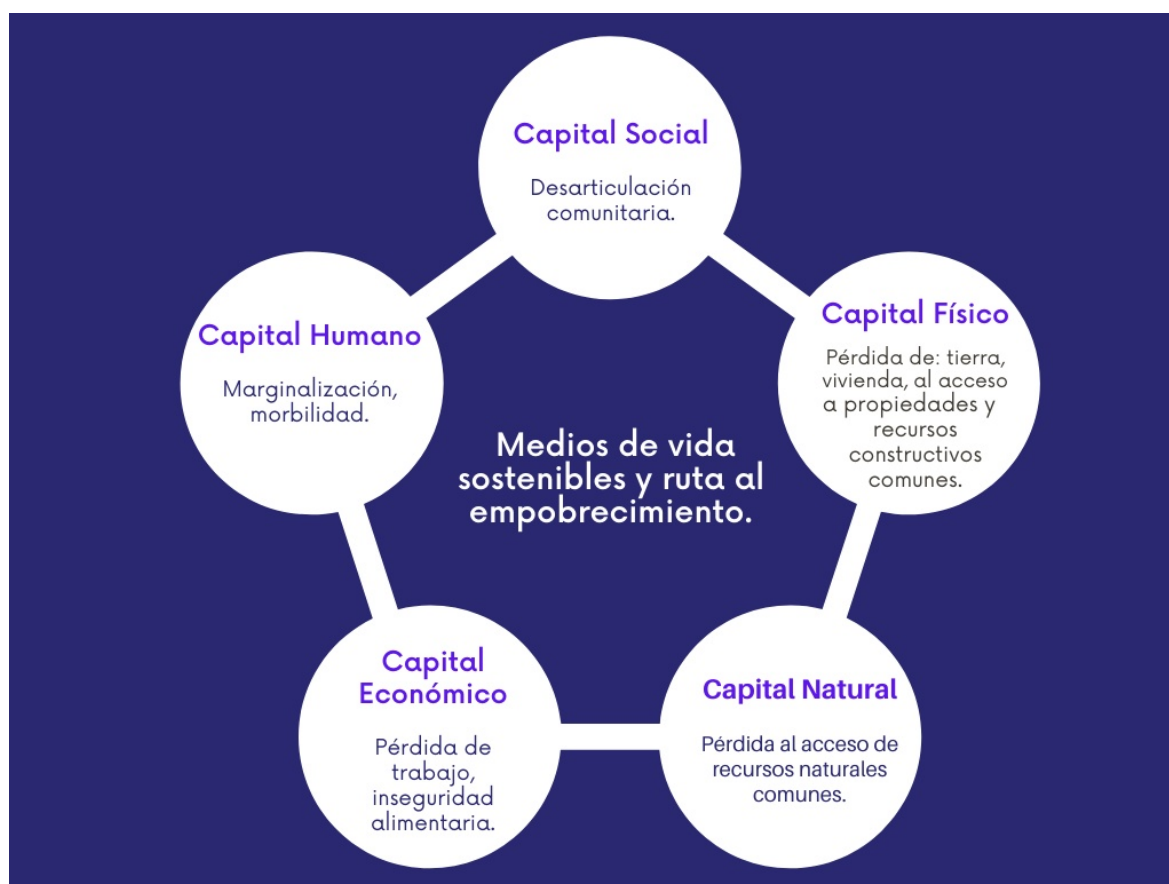 Capital Social
Desarticulación
comunitaria.
Capital Humano
Marginalización,
morbilidad.
Capital Físico
Pérdida de: tierra,
vivienda, al acceso
a propiedades y
recursos
constructivos
comunes.
Medios de vida
sostenibles y ruta al
empobrecimiento.
Capital
Económico
Pérdida de
trabajo,
inseguridad
alimentaria.
Capital Natural
Pérdida al acceso de
recursos naturales
comunes.